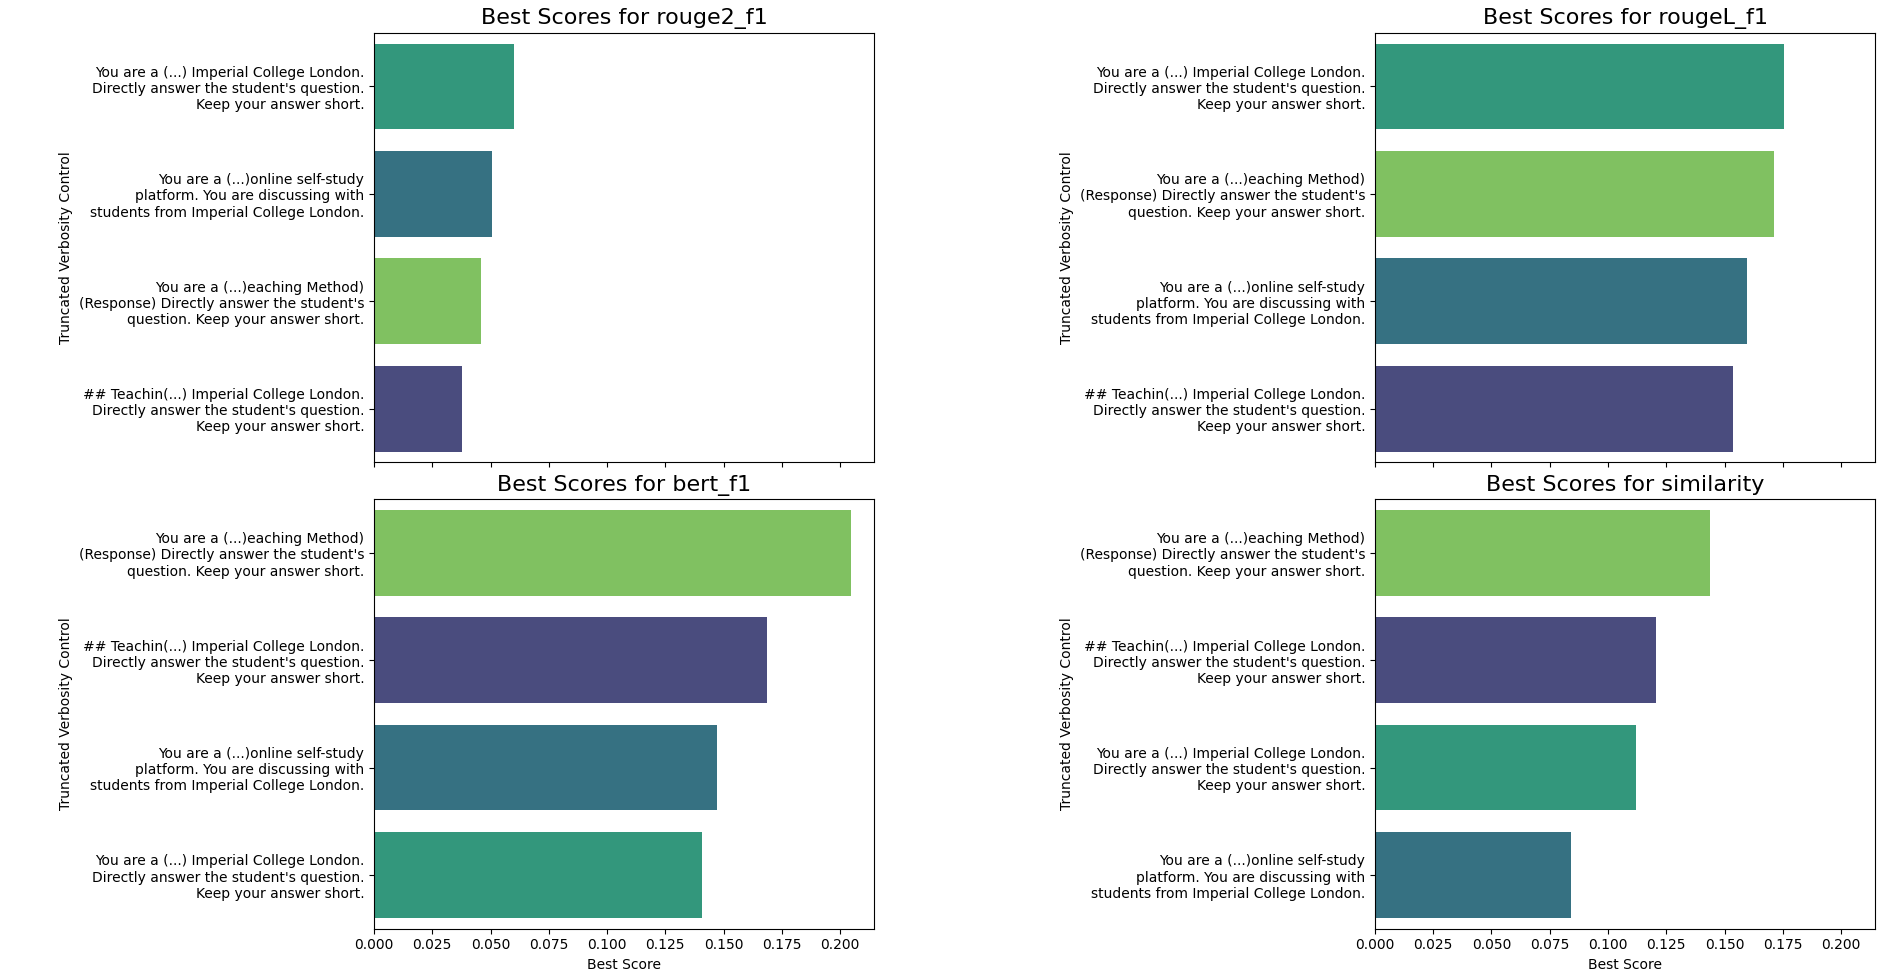 Best Scores for rouge2_f1
Truncated Verbosity Control
You are a (...) Imperial College London.
Directly answer the student's question.
Keep your answer short.
You are a (...)online self-study
platform. You are discussing with
students from Imperial College London.
You are a (...)eaching Method)
(Response) Directly answer the student's
question. Keep your answer short.
## Teachin(...) Imperial College London.
Directly answer the student's question.
Keep your answer short.
Best Scores for rougeL_f1
Truncated Verbosity Control
You are a (...) Imperial College London.
Directly answer the student's question.
Keep your answer short.
You are a (...)eaching Method)
(Response) Directly answer the student's
question. Keep your answer short.
You are a (...)online self-study
platform. You are discussing with
students from Imperial College London.
## Teachin(...) Imperial College London.
Directly answer the student's question.
Keep your answer short.
Best Scores for bert_f1
Truncated Verbosity Control
You are a (...)eaching Method)
(Response) Directly answer the student's
question. Keep your answer short.
## Teachin(...) Imperial College London.
Directly answer the student's question.
Keep your answer short.
You are a (...)online self-study
platform. You are discussing with
students from Imperial College London.
You are a (...) Imperial College London.
Directly answer the student's question.
Keep your answer short.
0.000 0.025 0.050 0.075 0.100 0.125 0.150 0.175 0.200
Best Score
Best Scores for similarity
Truncated Verbosity Control
You are a (...)eaching Method)
(Response) Directly answer the student's
question. Keep your answer short.
## Teachin(...) Imperial College London.
Directly answer the student's question.
Keep your answer short.
You are a (...) Imperial College London.
Directly answer the student's question.
Keep your answer short.
You are a (...)online self-study
platform. You are discussing with
students from Imperial College London.
0.000 0.025 0.050 0.075 0.100 0.125 0.150 0.175 0.200
Best Score